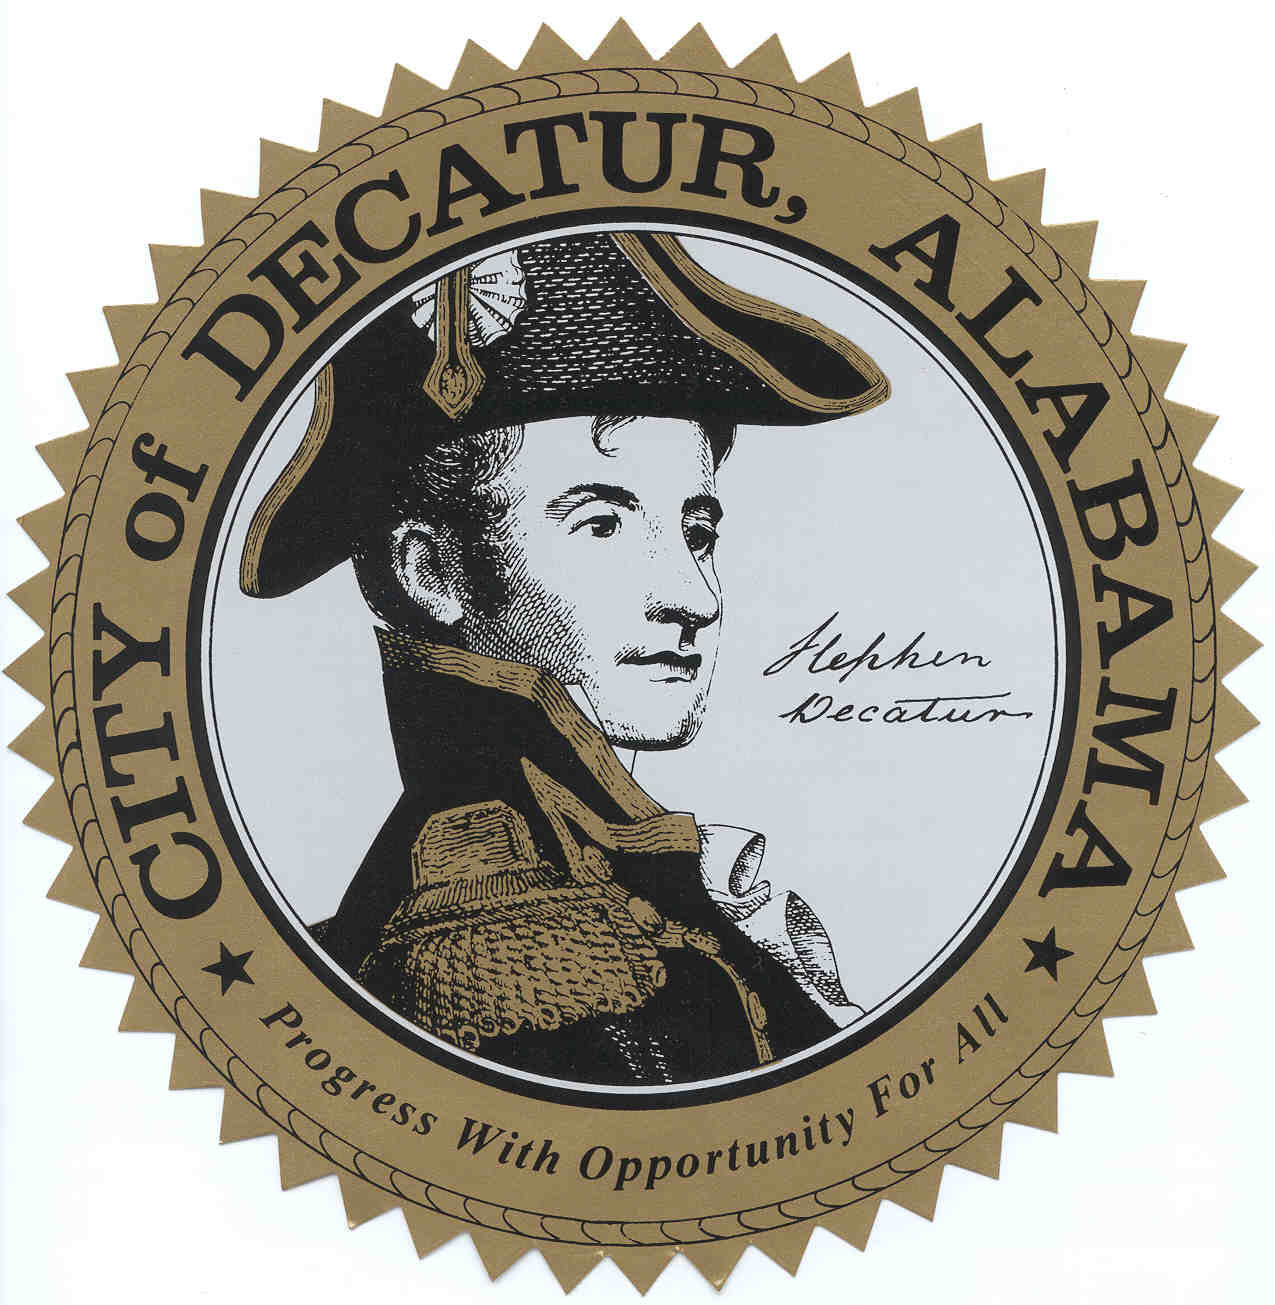 CITY of DECATUR, ALABAMA
Stephen
Decatur
Progress With Opportunity For All